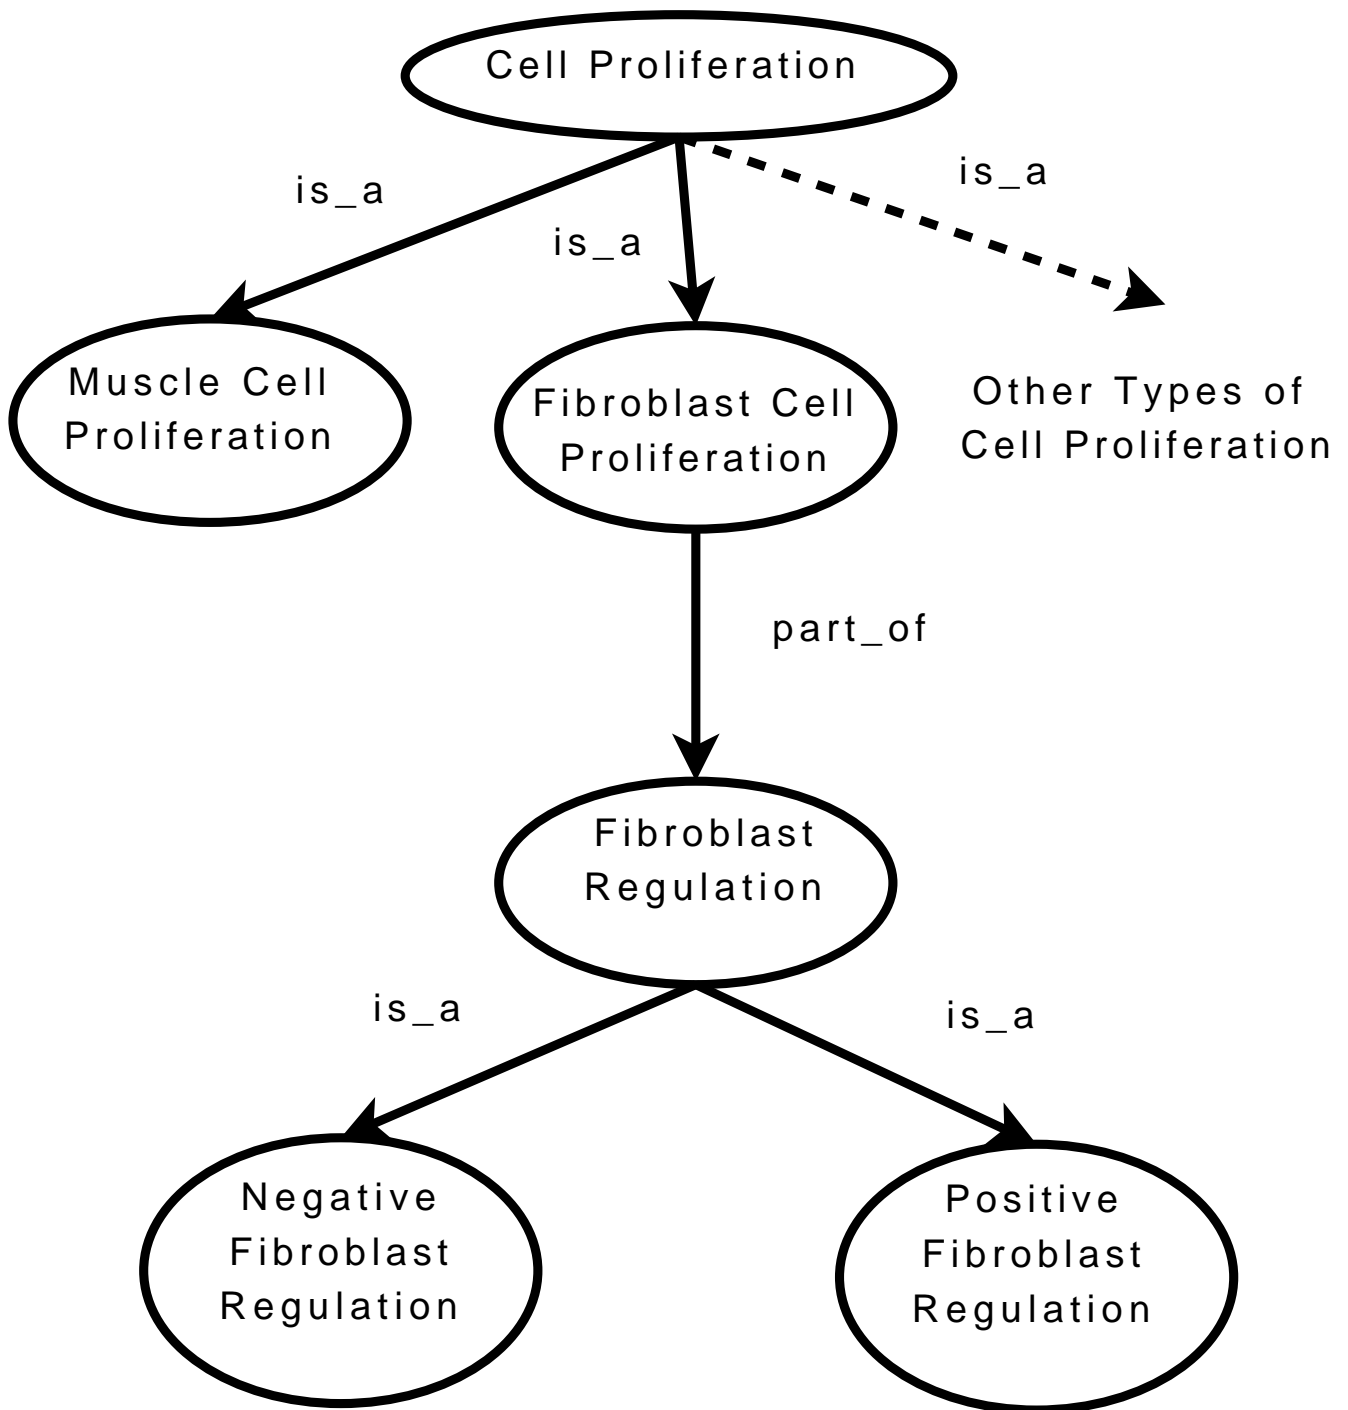 Cell Proliferation
is_a
is_a
is_a
Muscle Cell
Proliferation
Fibroblast Cell
Proliferation
Other Types of
Cell Proliferation
part_of
Fibroblast
Regulation
is_a
is_a
Negative
Fibroblast
Regulation
Positive
Fibroblast
Regulation